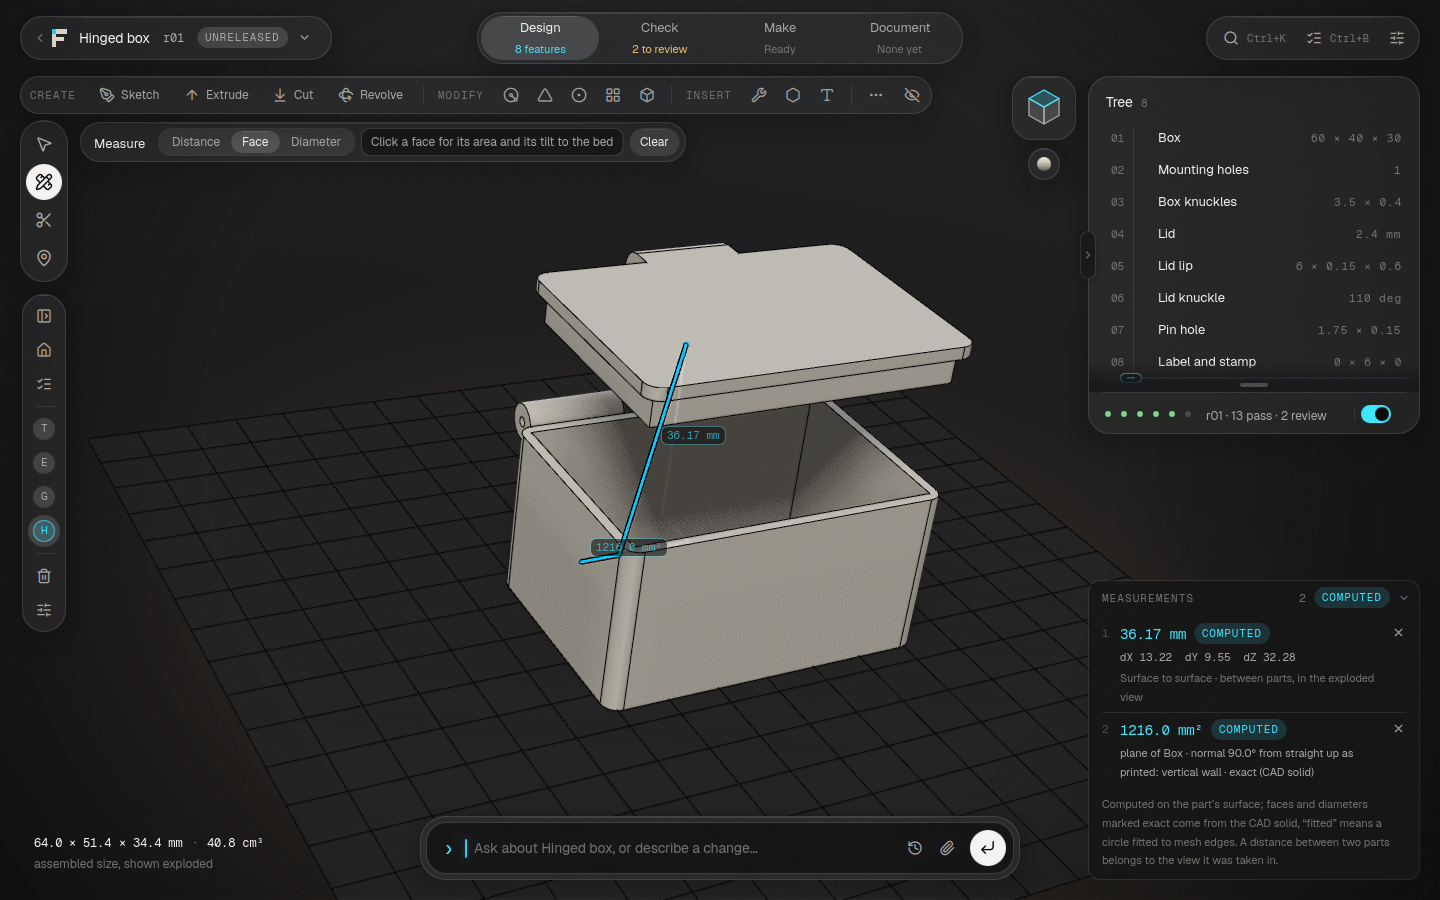 Hinged box r01 UNRELEASED
Design
8 features
Check
2 to review
Make
Ready
Document
None yet
Ctrl+K Ctrl+B
CREATE Sketch Extrude Cut Revolve MODIFY INSERT
Measure Distance Face Diameter Click a face for its area and its tilt to the bed Clear
Tree 8
01 Box 60 × 40 × 30
02 Mounting holes 1
03 Box knuckles 3.5 × 0.4
04 Lid 2.4 mm
05 Lid lip 6 × 0.15 × 0.6
06 Lid knuckle 110 deg
07 Pin hole 1.75 × 0.15
08 Label and stamp 0 × 6 × 0
r01 · 13 pass · 2 review
T
E
G
H
36.17 mm
1216.0 mm²
MEASUREMENTS 2 COMPUTED
1 36.17 mm COMPUTED
dX 13.22 dY 9.55 dZ 32.28
Surface to surface · between parts, in the exploded
view
2 1216.0 mm² COMPUTED
plane of Box · normal 90.0° from straight up as
printed: vertical wall · exact (CAD solid)
Computed on the part's surface; faces and diameters
marked exact come from the CAD solid, “fitted” means a
circle fitted to mesh edges. A distance between two parts
belongs to the view it was taken in.
64.0 × 51.4 × 34.4 mm · 40.8 cm³
assembled size, shown exploded
Ask about Hinged box, or describe a change…